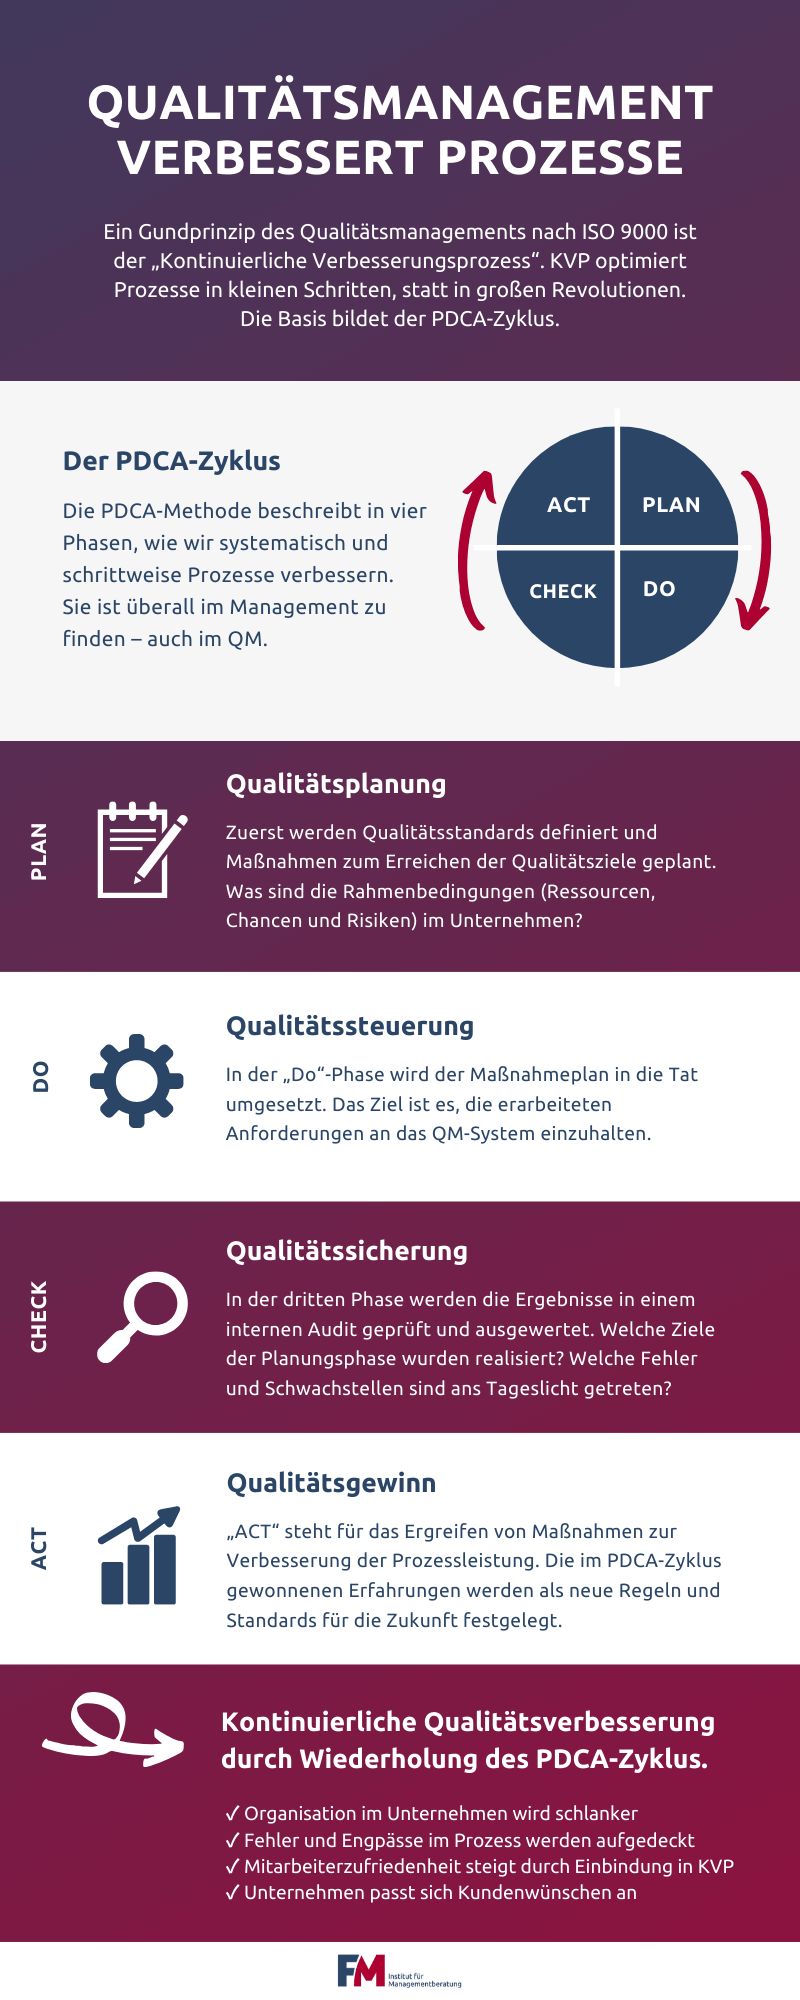 QUALITÄTSMANAGEMENT
VERBESSERT PROZESSE
Ein Gundprinzip des Qualitätsmanagements nach ISO 9000 ist
der „Kontinuierliche Verbesserungsprozess“. KVP optimiert
Prozesse in kleinen Schritten, statt in großen Revolutionen.
Die Basis bildet der PDCA-Zyklus.
Der PDCA-Zyklus
Die PDCA-Methode beschreibt in vier
Phasen, wie wir systematisch und
schrittweise Prozesse verbessern.
Sie ist überall im Management zu
finden – auch im QM.
ACT
PLAN
CHECK
DO
PLAN
Qualitätsplanung
Zuerst werden Qualitätsstandards definiert und
Maßnahmen zum Erreichen der Qualitätsziele geplant.
Was sind die Rahmenbedingungen (Ressourcen,
Chancen und Risiken) im Unternehmen?
DO
Qualitätssteuerung
In der „Do“-Phase wird der Maßnahmeplan in die Tat
umgesetzt. Das Ziel ist es, die erarbeiteten
Anforderungen an das QM-System einzuhalten.
CHECK
Qualitätssicherung
In der dritten Phase werden die Ergebnisse in einem
internen Audit geprüft und ausgewertet. Welche Ziele
der Planungsphase wurden realisiert? Welche Fehler
und Schwachstellen sind ans Tageslicht getreten?
ACT
Qualitätsgewinn
„ACT“ steht für das Ergreifen von Maßnahmen zur
Verbesserung der Prozessleistung. Die im PDCA-Zyklus
gewonnenen Erfahrungen werden als neue Regeln und
Standards für die Zukunft festgelegt.
Kontinuierliche Qualitätsverbesserung
durch Wiederholung des PDCA-Zyklus.
✓ Organisation im Unternehmen wird schlanker
✓ Fehler und Engpässe im Prozess werden aufgedeckt
✓ Mitarbeiterzufriedenheit steigt durch Einbindung in KVP
✓ Unternehmen passt sich Kundenwünschen an
FM
Institut für
Managementberatung